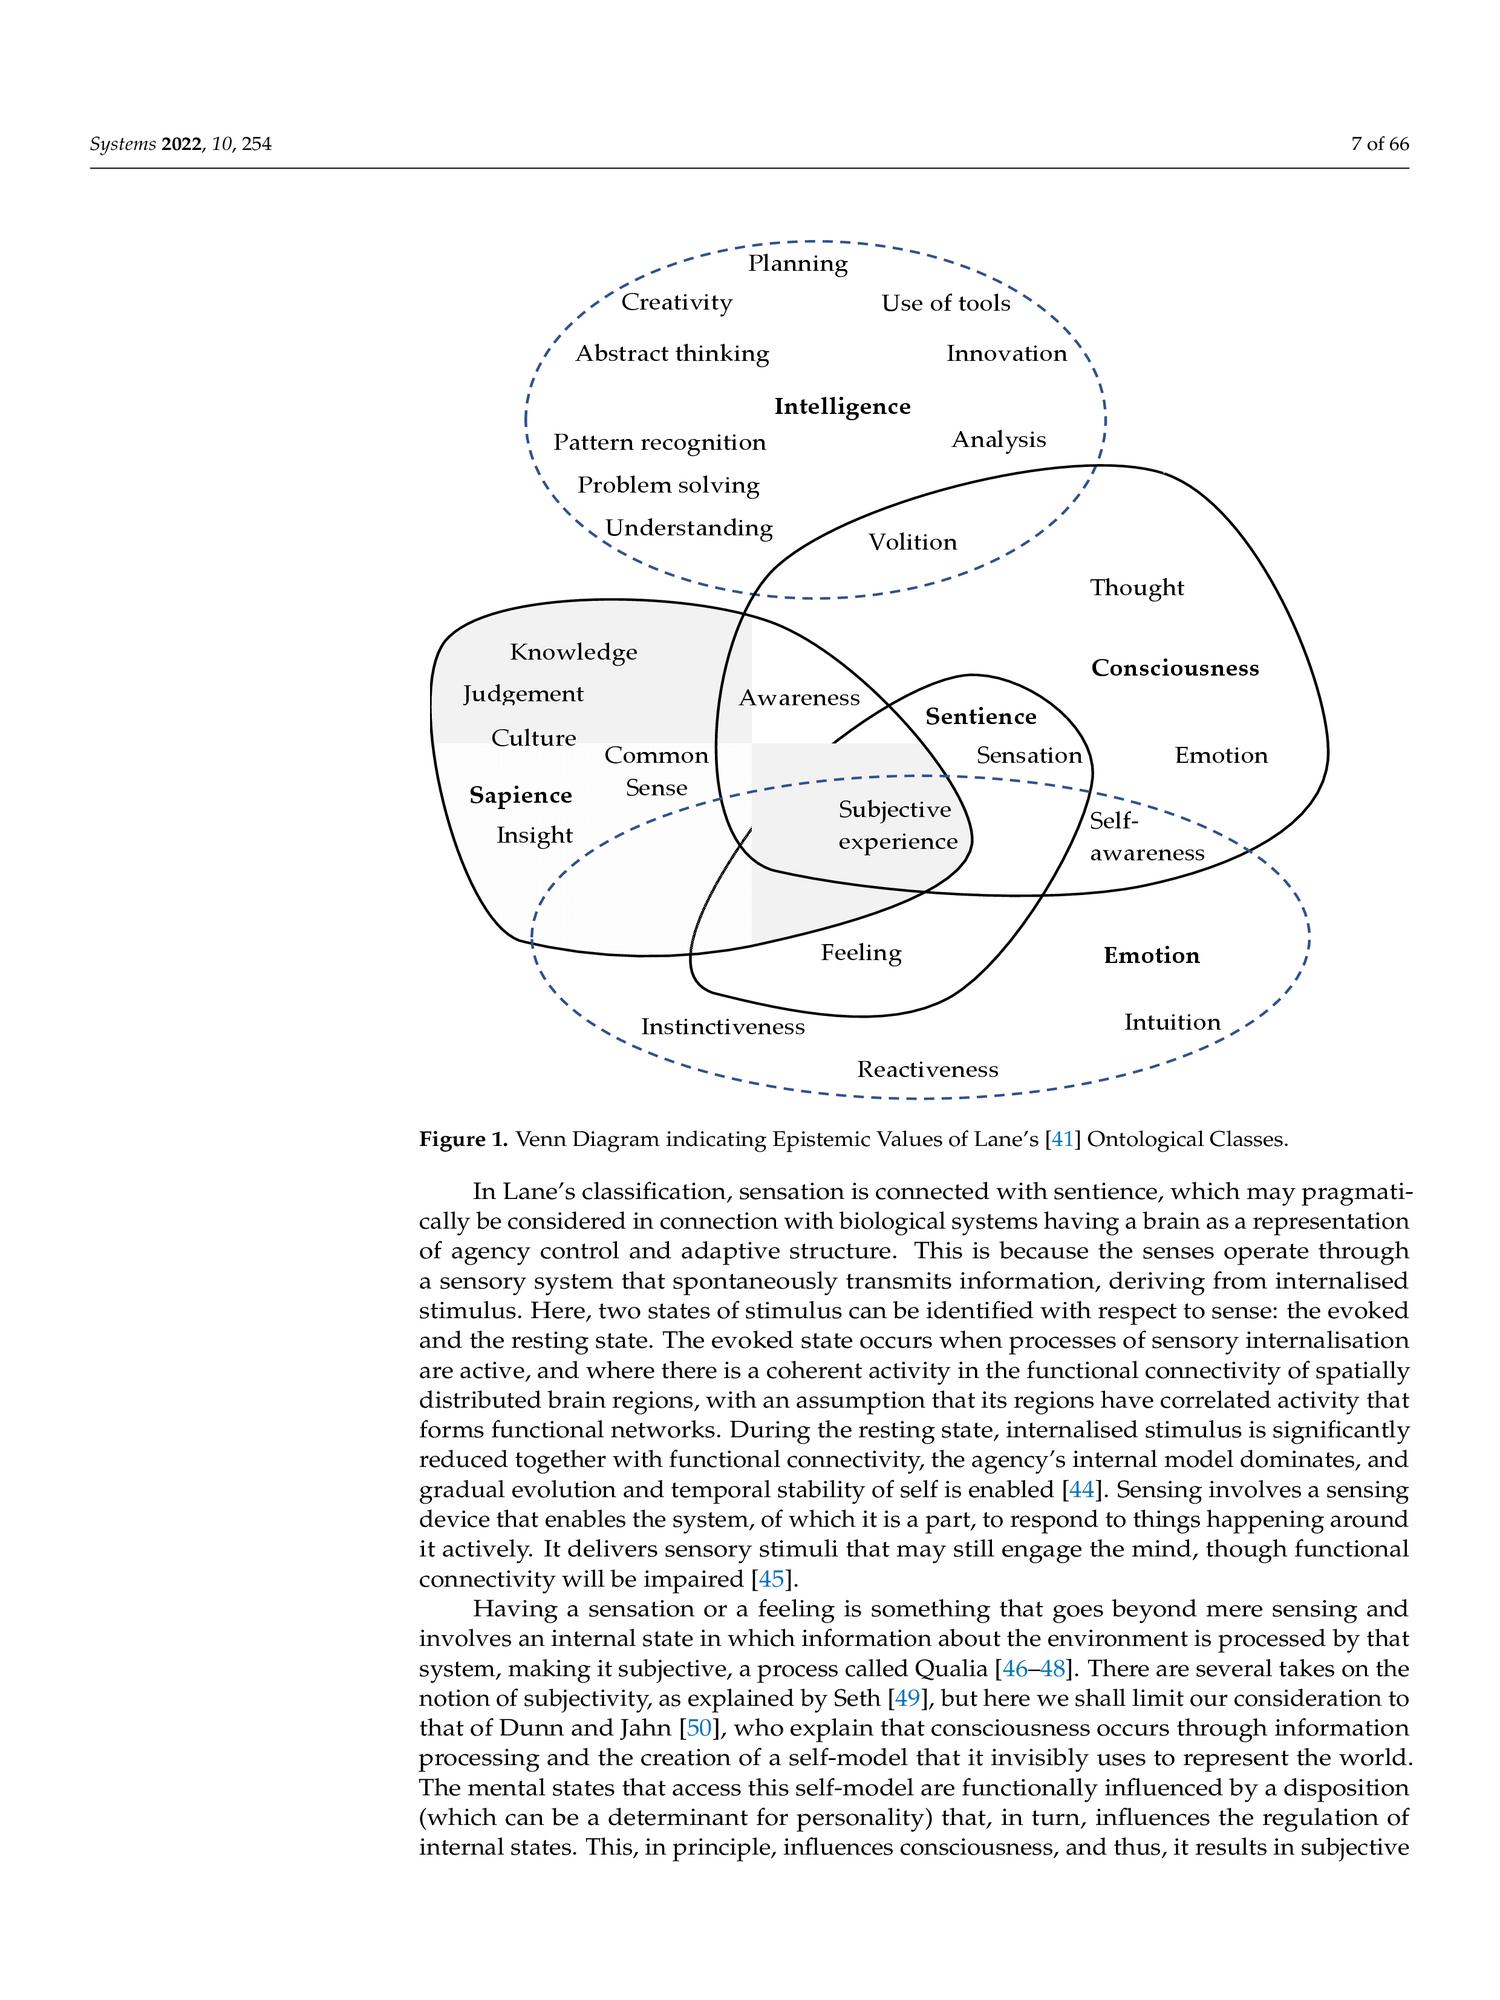 Systems 2022, 10, 254
7 of 66
Planning
Creativity
Use of tools
Abstract thinking
Innovation
Intelligence
Pattern recognition
Analysis
Problem solving
Understanding
Volition
Thought
Knowledge
Consciousness
Judgement
Awareness
Sentience
Culture
Common
Sense
Sensation
Emotion
Sapience
Subjective
experience
Self-
awareness
Insight
Feeling
Emotion
Instinctiveness
Intuition
Reactiveness
Figure 1. Venn Diagram indicating Epistemic Values of Lane's [41] Ontological Classes.
In Lane's classification, sensation is connected with sentience, which may pragmati-
cally be considered in connection with biological systems having a brain as a representation
of agency control and adaptive structure. This is because the senses operate through
a sensory system that spontaneously transmits information, deriving from internalised
stimulus. Here, two states of stimulus can be identified with respect to sense: the evoked
and the resting state. The evoked state occurs when processes of sensory internalisation
are active, and where there is a coherent activity in the functional connectivity of spatially
distributed brain regions, with an assumption that its regions have correlated activity that
forms functional networks. During the resting state, internalised stimulus is significantly
reduced together with functional connectivity, the agency's internal model dominates, and
gradual evolution and temporal stability of self is enabled [44]. Sensing involves a sensing
device that enables the system, of which it is a part, to respond to things happening around
it actively. It delivers sensory stimuli that may still engage the mind, though functional
connectivity will be impaired [45].
Having a sensation or a feeling is something that goes beyond mere sensing and
involves an internal state in which information about the environment is processed by that
system, making it subjective, a process called Qualia [46–48]. There are several takes on the
notion of subjectivity, as explained by Seth [49], but here we shall limit our consideration to
that of Dunn and Jahn [50], who explain that consciousness occurs through information
processing and the creation of a self-model that it invisibly uses to represent the world.
The mental states that access this self-model are functionally influenced by a disposition
(which can be a determinant for personality) that, in turn, influences the regulation of
internal states. This, in principle, influences consciousness, and thus, it results in subjective